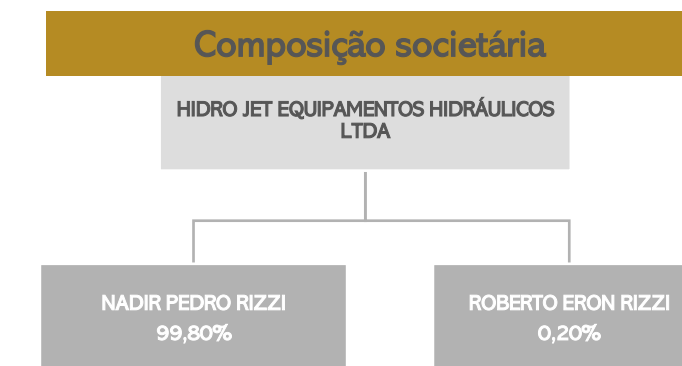 Composição societária
HIDRO JET EQUIPAMENTOS HIDRÁULICOS
LTDA
NADIR PEDRO RIZZI
99,80%
ROBERTO ERON RIZZI
0,20%